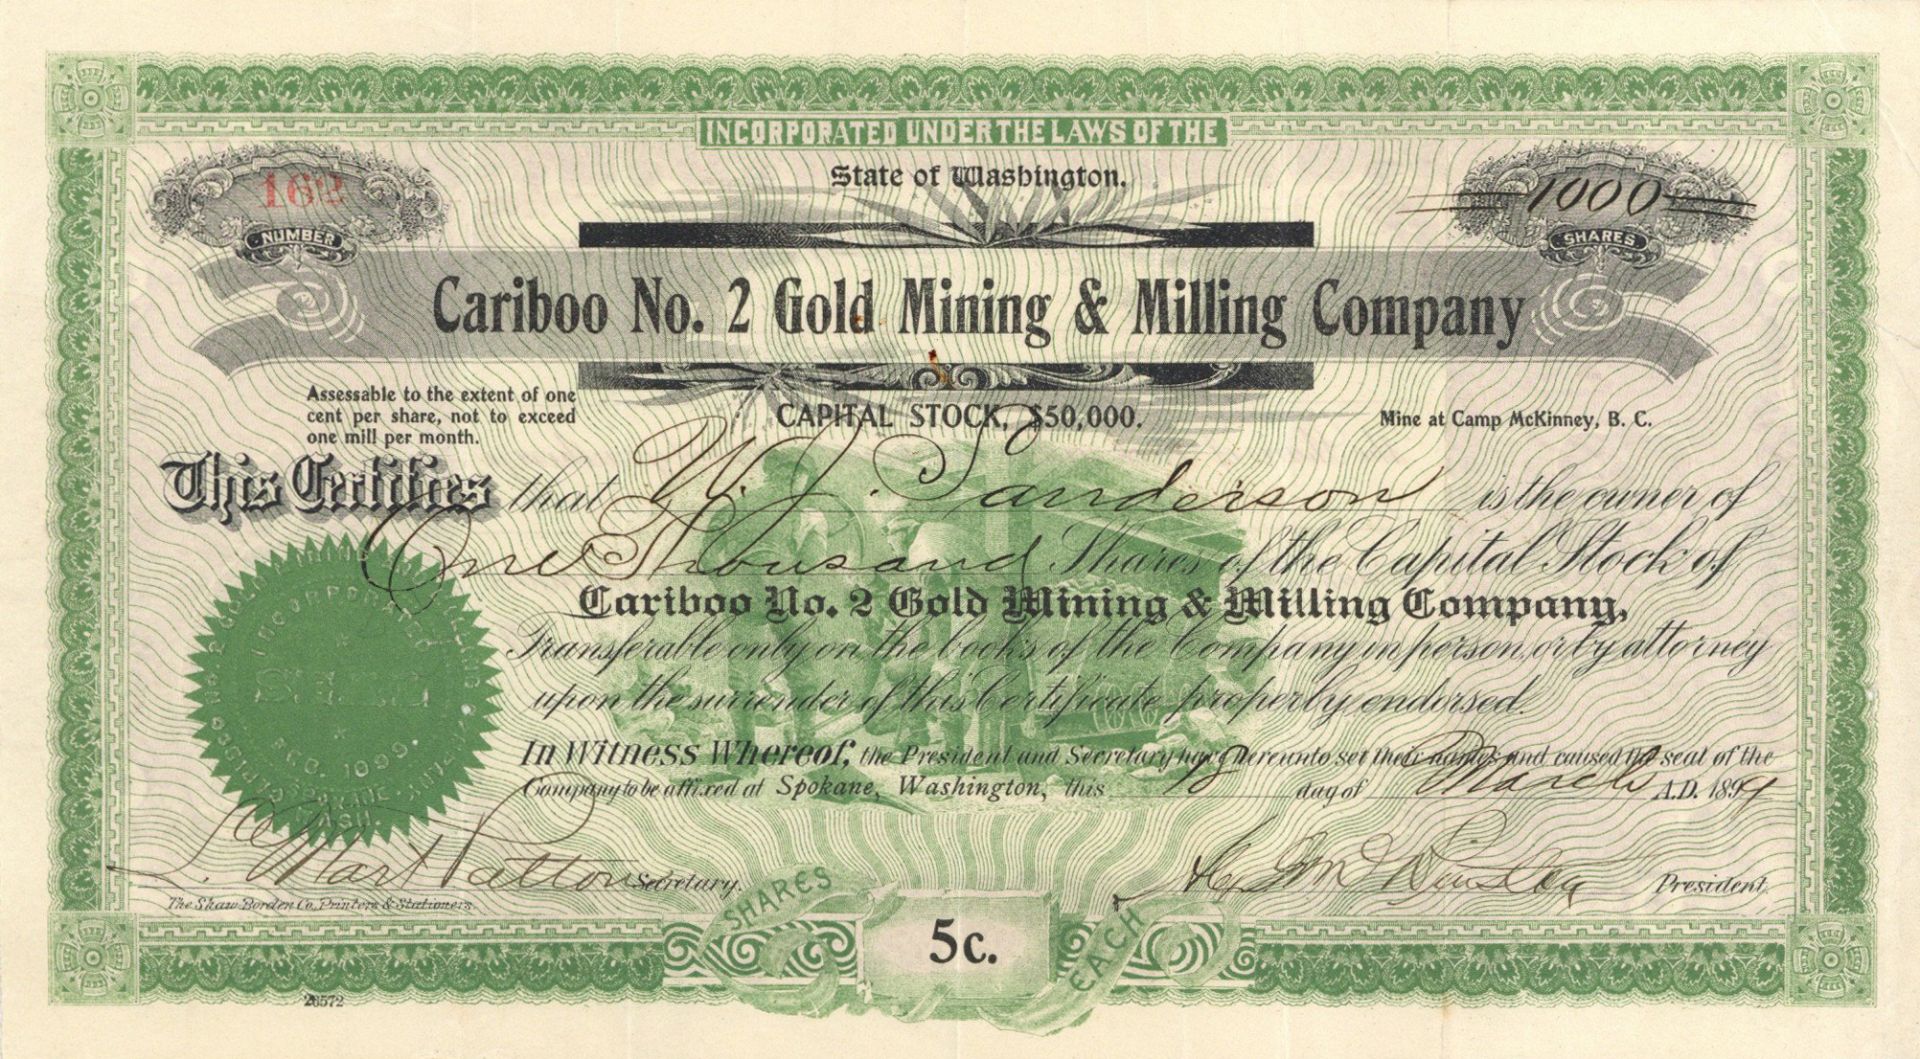 INCORPORATED UNDER THE LAWS OF THE
State of Washington.
162
NUMBER
1000
SHARES
Cariboo No. 2 Gold Mining & Milling Company
Assessable to the extent of one
cent per share, not to exceed
one mill per month.
CAPITAL STOCK, $50,000.
Mine at Camp McKinney, B. C.
This Certifies that W. J. Sanderson is the owner of
One Thousand Shares of the Capital Stock of
Cariboo No. 2 Gold Mining & Milling Company,
Transferable only on the books of the Company in person, or by attorney
upon the surrender of this Certificate properly endorsed.
In Witness Whereof, the President and Secretary have hereunto set their names and caused the seal of the
Company to be affixed at Spokane, Washington, this day of March A.D. 1899
INCORPORATED
SEAL
Patton Secretary.
President
The Shaw-Borden Co. Printers & Stationers.
SHARES
5c.
EACH
26572